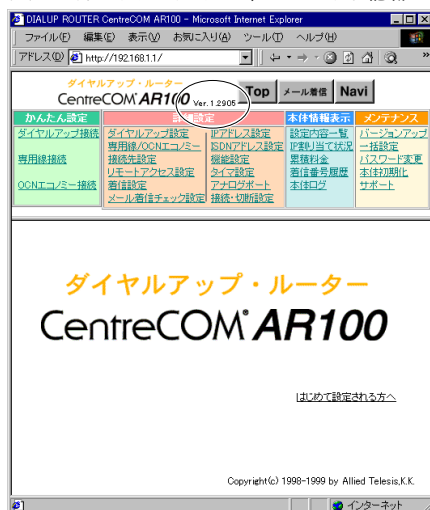 DIALUP ROUTER CentreCOM AR100 - Microsoft Internet Explorer
ファイル(F) 編集(E) 表示(V) お気に入り(A) ツール(T) ヘルプ(H)
アドレス(D) http://192.168.1.1/
ダイヤルアップ・ルーター
CentreCOM AR100 Ver. 1.2905 Top メール着信 Navi
かんたん設定
ダイヤルアップ接続
専用線接続
OCNエコノミー接続
詳細設定
ダイヤルアップ設定 IPアドレス設定
専用線/OCNエコノミー ISDNアドレス設定
接続先設定 機能設定
リモートアクセス設定 タイマ設定
着信設定 アナログポート
メール着信チェック設定 接続・切断設定
本体情報表示
設定内容一覧
IP割り当て状況
累積料金
着信番号履歴
本体ログ
メンテナンス
バージョンアップ
一括設定
パスワード変更
本体初期化
サポート
ダイヤルアップ・ルーター
CentreCOM AR100
はじめて設定される方へ
Copyright(c) 1998-1999 by Allied Telesis,K.K.
インターネット